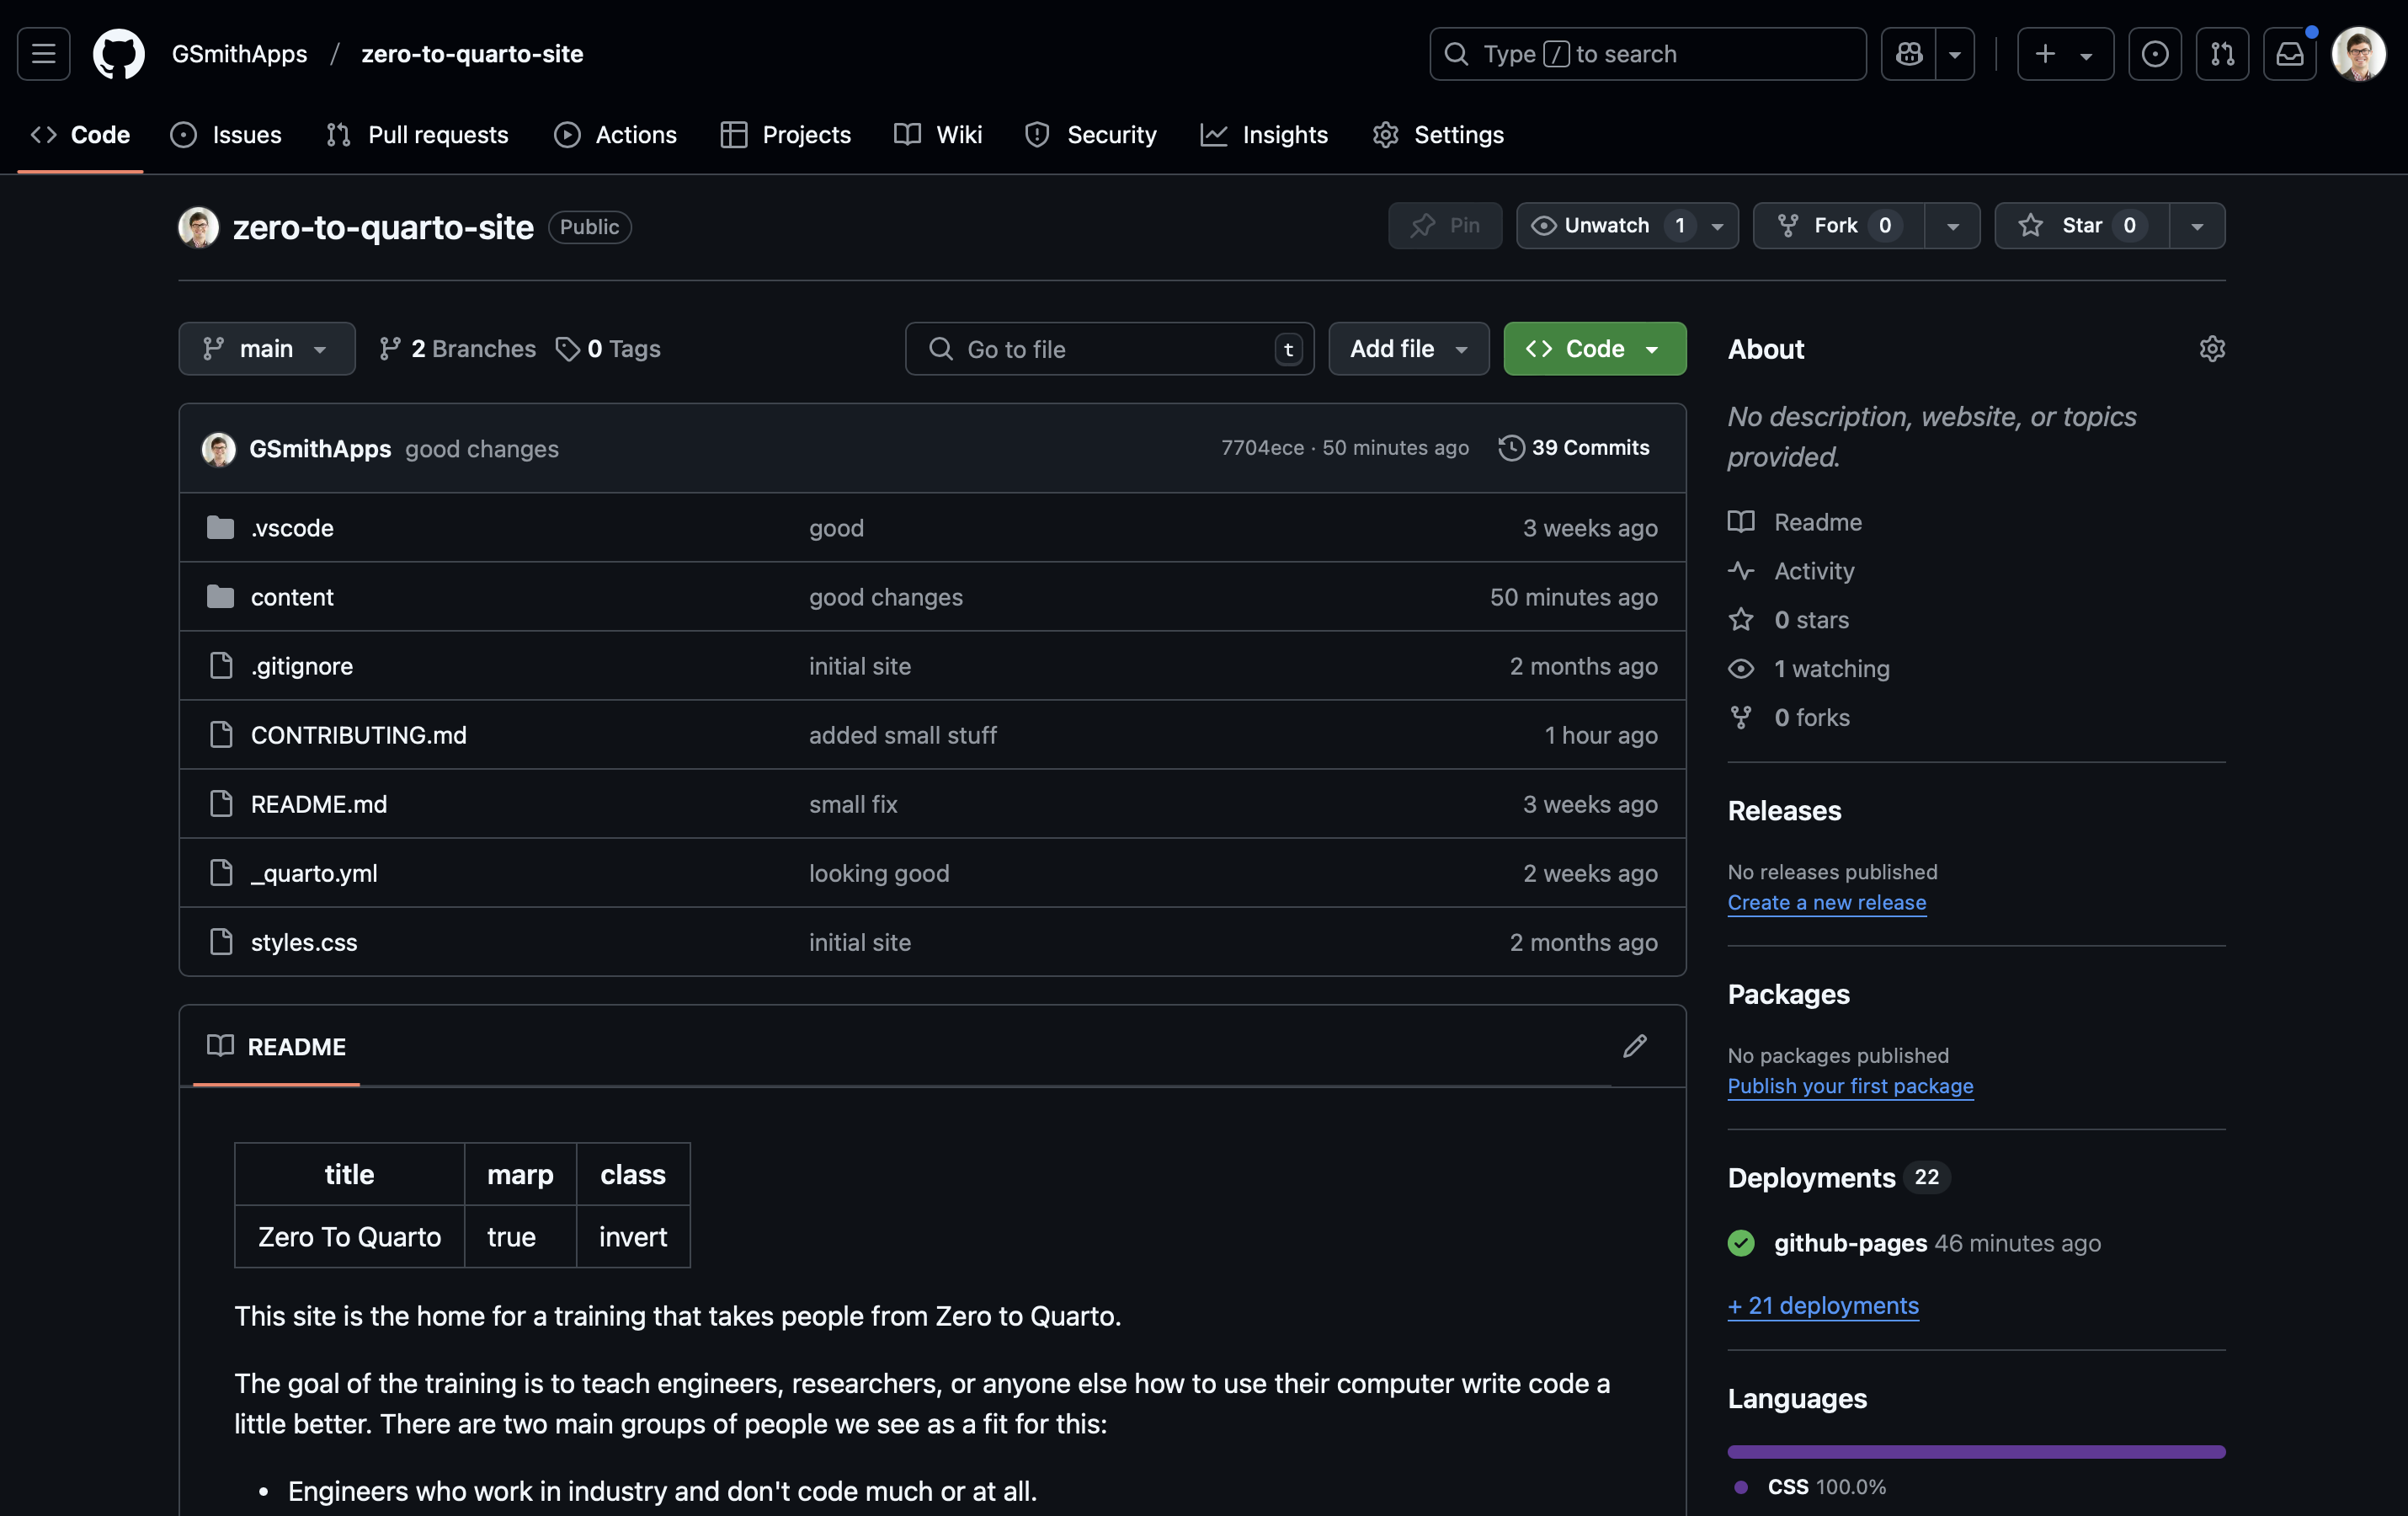 GSmithApps / zero-to-quarto-site
Type / to search
Code
Issues
Pull requests
Actions
Projects
Wiki
Security
Insights
Settings
zero-to-quarto-site Public
Pin
Unwatch 1
Fork 0
Star 0
main
2 Branches
0 Tags
Go to file t
Add file
Code
GSmithApps good changes 7704ece · 50 minutes ago 39 Commits
.vscode good 3 weeks ago
content good changes 50 minutes ago
.gitignore initial site 2 months ago
CONTRIBUTING.md added small stuff 1 hour ago
README.md small fix 3 weeks ago
_quarto.yml looking good 2 weeks ago
styles.css initial site 2 months ago
README
title marp class
Zero To Quarto true invert
This site is the home for a training that takes people from Zero to Quarto.
The goal of the training is to teach engineers, researchers, or anyone else how to use their computer write code a
little better. There are two main groups of people we see as a fit for this:
• Engineers who work in industry and don't code much or at all.
About
No description, website, or topics
provided.
Readme
Activity
0 stars
1 watching
0 forks
Releases
No releases published
Create a new release
Packages
No packages published
Publish your first package
Deployments 22
github-pages 46 minutes ago
+ 21 deployments
Languages
CSS 100.0%